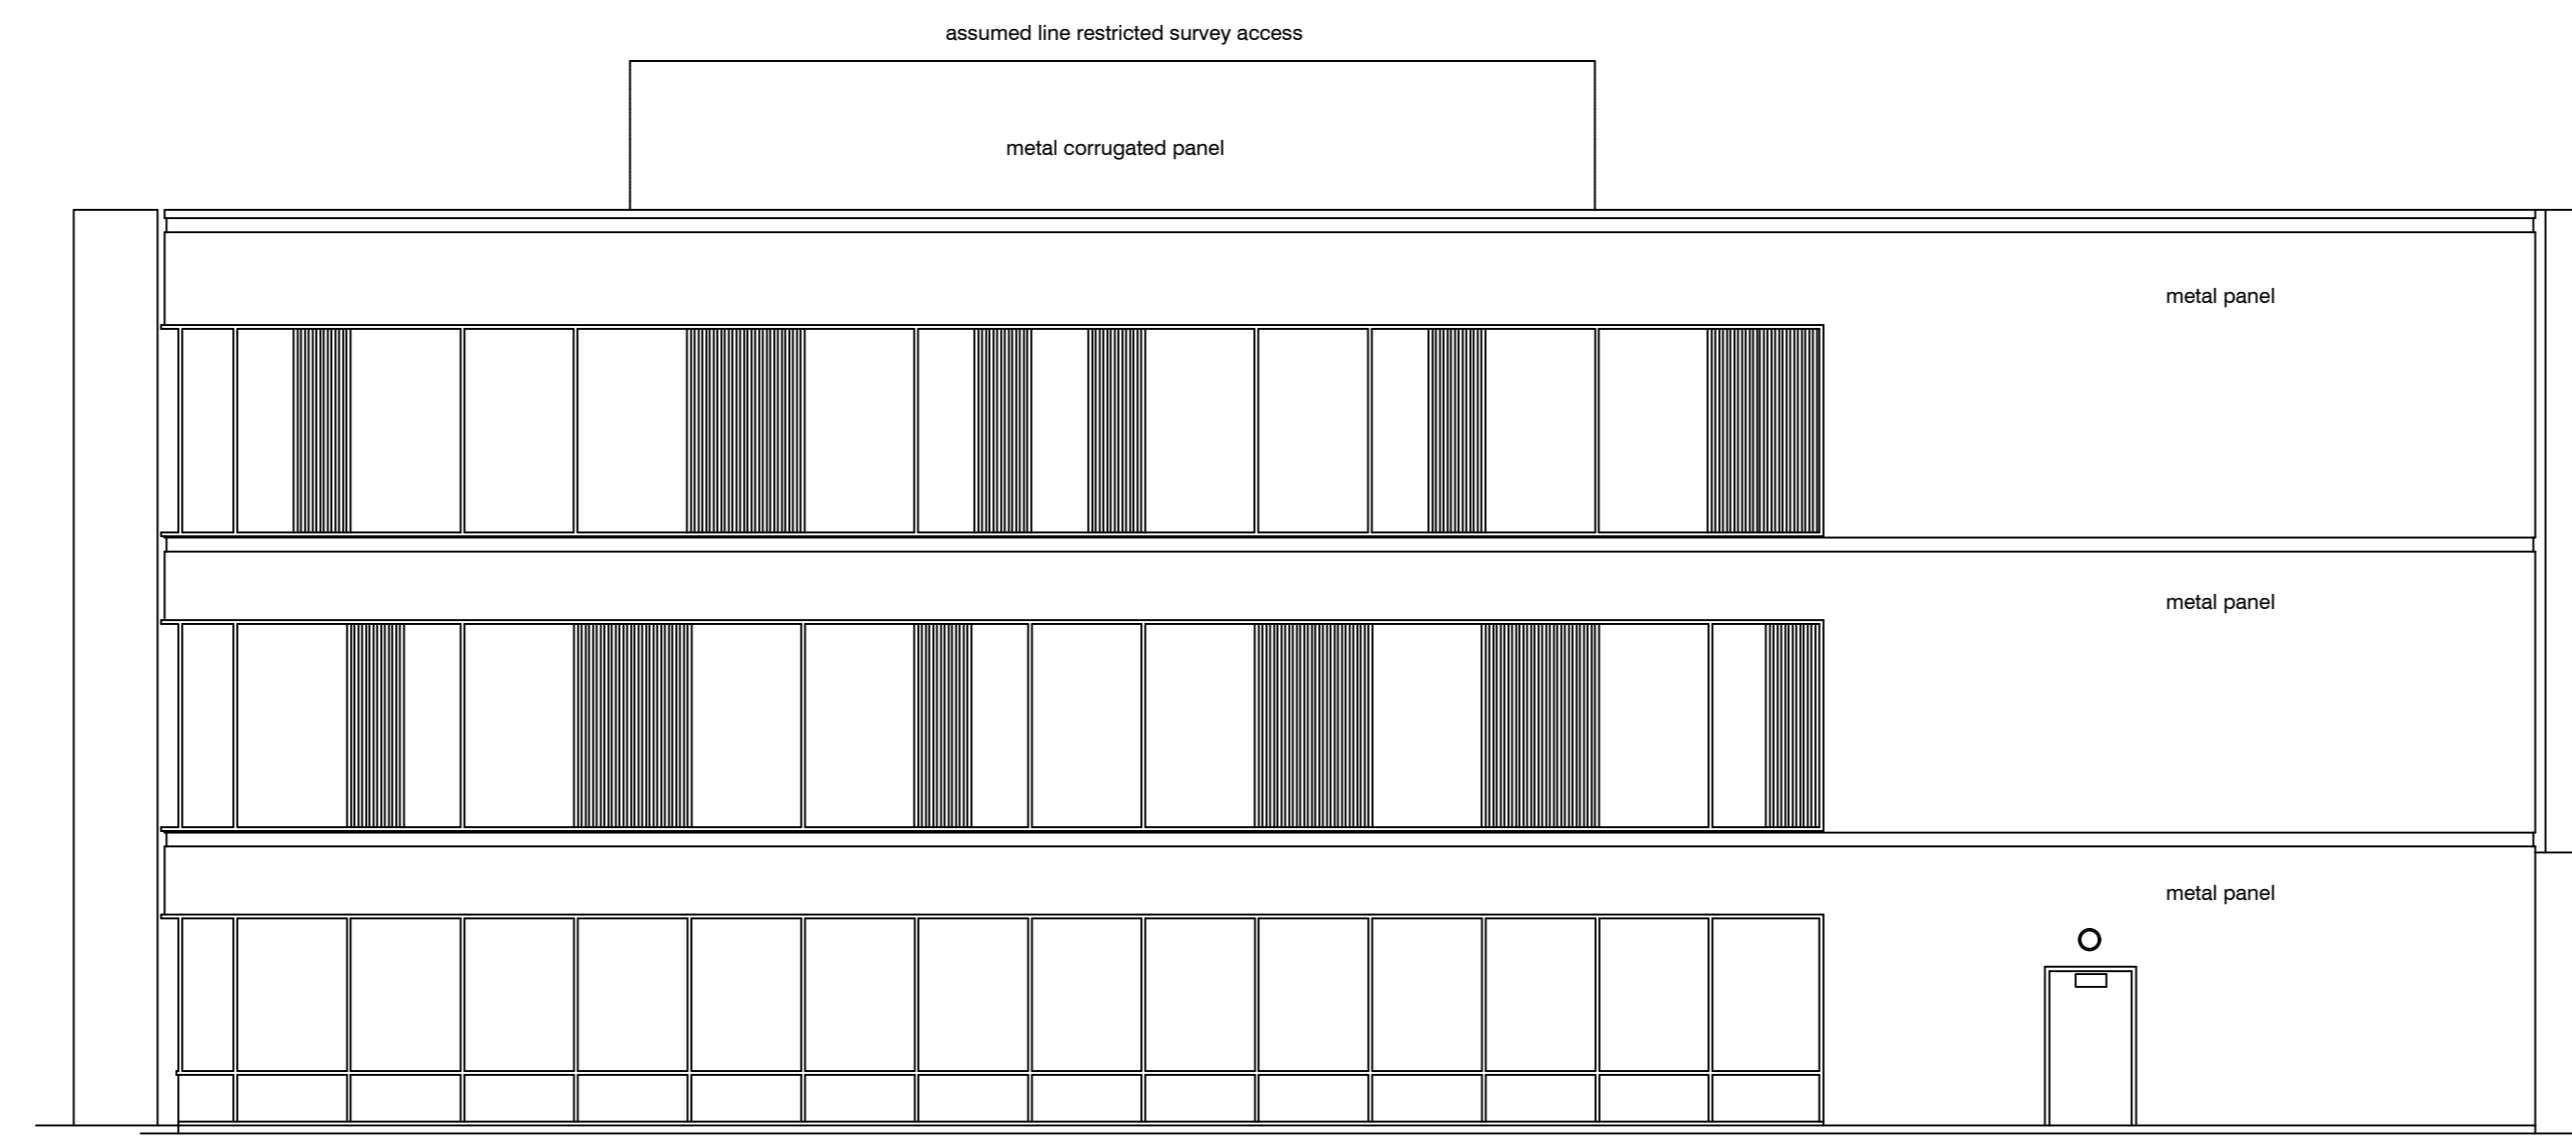 assumed line restricted survey access
metal corrugated panel
metal panel
metal panel
metal panel